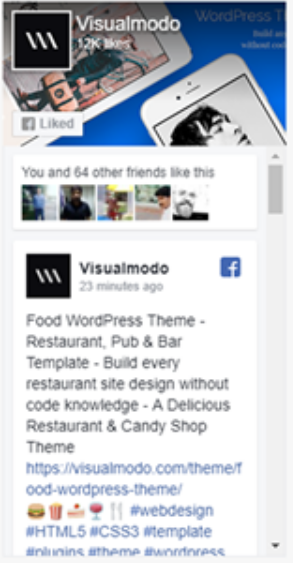 WordPress T
Visualmodo
12K likes
Build an
without cod
Liked
You and 64 other friends like this
Visualmodo
23 minutes ago
Food WordPress Theme -
Restaurant, Pub & Bar
Template - Build every
restaurant site design without
code knowledge - A Delicious
Restaurant & Candy Shop
Theme
https://visualmodo.com/theme/f
ood-wordpress-theme/
🍔🍿🍰🍷🍴 #webdesign
#HTML5 #CSS3 #template
#plugins #theme #wordpress